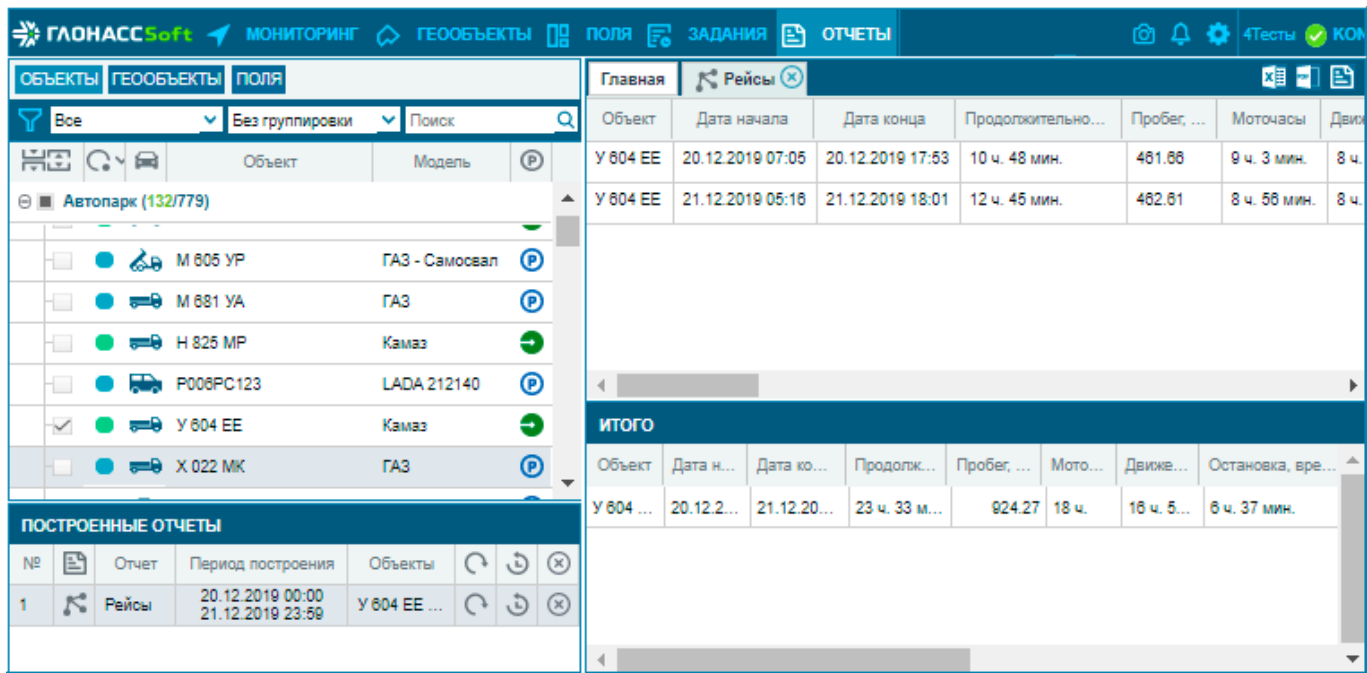 ГЛОНАССSoft МОНИТОРИНГ ГЕООБЪЕКТЫ ПОЛЯ ЗАДАНИЯ ОТЧЕТЫ 4Тесты КОМ
ОБЪЕКТЫ ГЕООБЪЕКТЫ ПОЛЯ
Все Без группировки Поиск
Объект Модель P
Автопарк (132/779)
М 605 УР ГАЗ - Самосвал P
М 681 УА ГАЗ P
Н 825 МР Камаз
Р006РС123 LADA 212140 P
У 604 ЕЕ Камаз
Х 022 МК ГАЗ P
ПОСТРОЕННЫЕ ОТЧЕТЫ
№ Отчет Период построения Объекты
1 Рейсы 20.12.2019 00:00 У 604 ЕЕ ...
21.12.2019 23:59
Главная Рейсы
Объект Дата начала Дата конца Продолжительно... Пробег, ... Моточасы Движ
У 604 ЕЕ 20.12.2019 07:05 20.12.2019 17:53 10 ч. 48 мин. 461.66 9 ч. 3 мин. 8 ч.
У 604 ЕЕ 21.12.2019 05:16 21.12.2019 18:01 12 ч. 45 мин. 462.61 8 ч. 56 мин. 8 ч.
ИТОГО
Объект Дата н... Дата ко... Продолж... Пробег, ... Мото... Движе... Остановка, вре...
У 604 ... 20.12.2... 21.12.20... 23 ч. 33 м... 924.27 18 ч. 16 ч. 5... 6 ч. 37 мин.